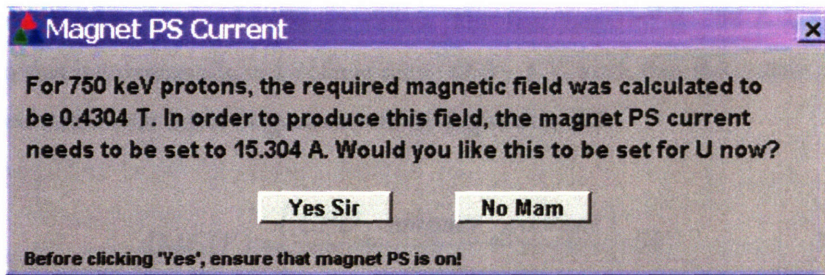 Magnet PS Current
For 750 keV protons, the required magnetic field was calculated to
be 0.4304 T. In order to produce this field, the magnet PS current
needs to be set to 15.304 A. Would you like this to be set for U now?
Yes Sir No Mam
Before clicking "Yes", ensure that magnet PS is on!